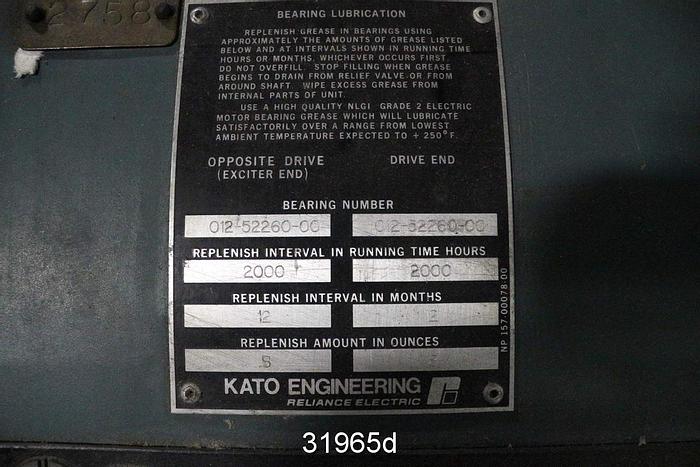 2758
BEARING LUBRICATION
REPLENISH GREASE IN BEARINGS USING
APPROXIMATELY THE AMOUNTS OF GREASE LISTED
BELOW AND AT INTERVALS SHOWN IN RUNNING TIME
HOURS OR MONTHS, WHICHEVER OCCURS FIRST.
DO NOT OVERFILL. STOP FILLING WHEN GREASE
BEGINS TO DRAIN FROM RELIEF VALVE OR FROM
AROUND SHAFT. WIPE EXCESS GREASE FROM
INTERNAL PARTS OF UNIT.
USE A HIGH QUALITY NLGI GRADE 2 ELECTRIC
MOTOR BEARING GREASE WHICH WILL LUBRICATE
SATISFACTORILY OVER A RANGE FROM LOWEST
AMBIENT TEMPERATURE EXPECTED TO + 250°F.
OPPOSITE DRIVE DRIVE END
(EXCITER END)
BEARING NUMBER
012-52260-00 012-52260-00
REPLENISH INTERVAL IN RUNNING TIME HOURS
2000 2000
REPLENISH INTERVAL IN MONTHS
12
REPLENISH AMOUNT IN OUNCES
KATO ENGINEERING
RELIANCE ELECTRIC
NP 157-00078-00
31965d